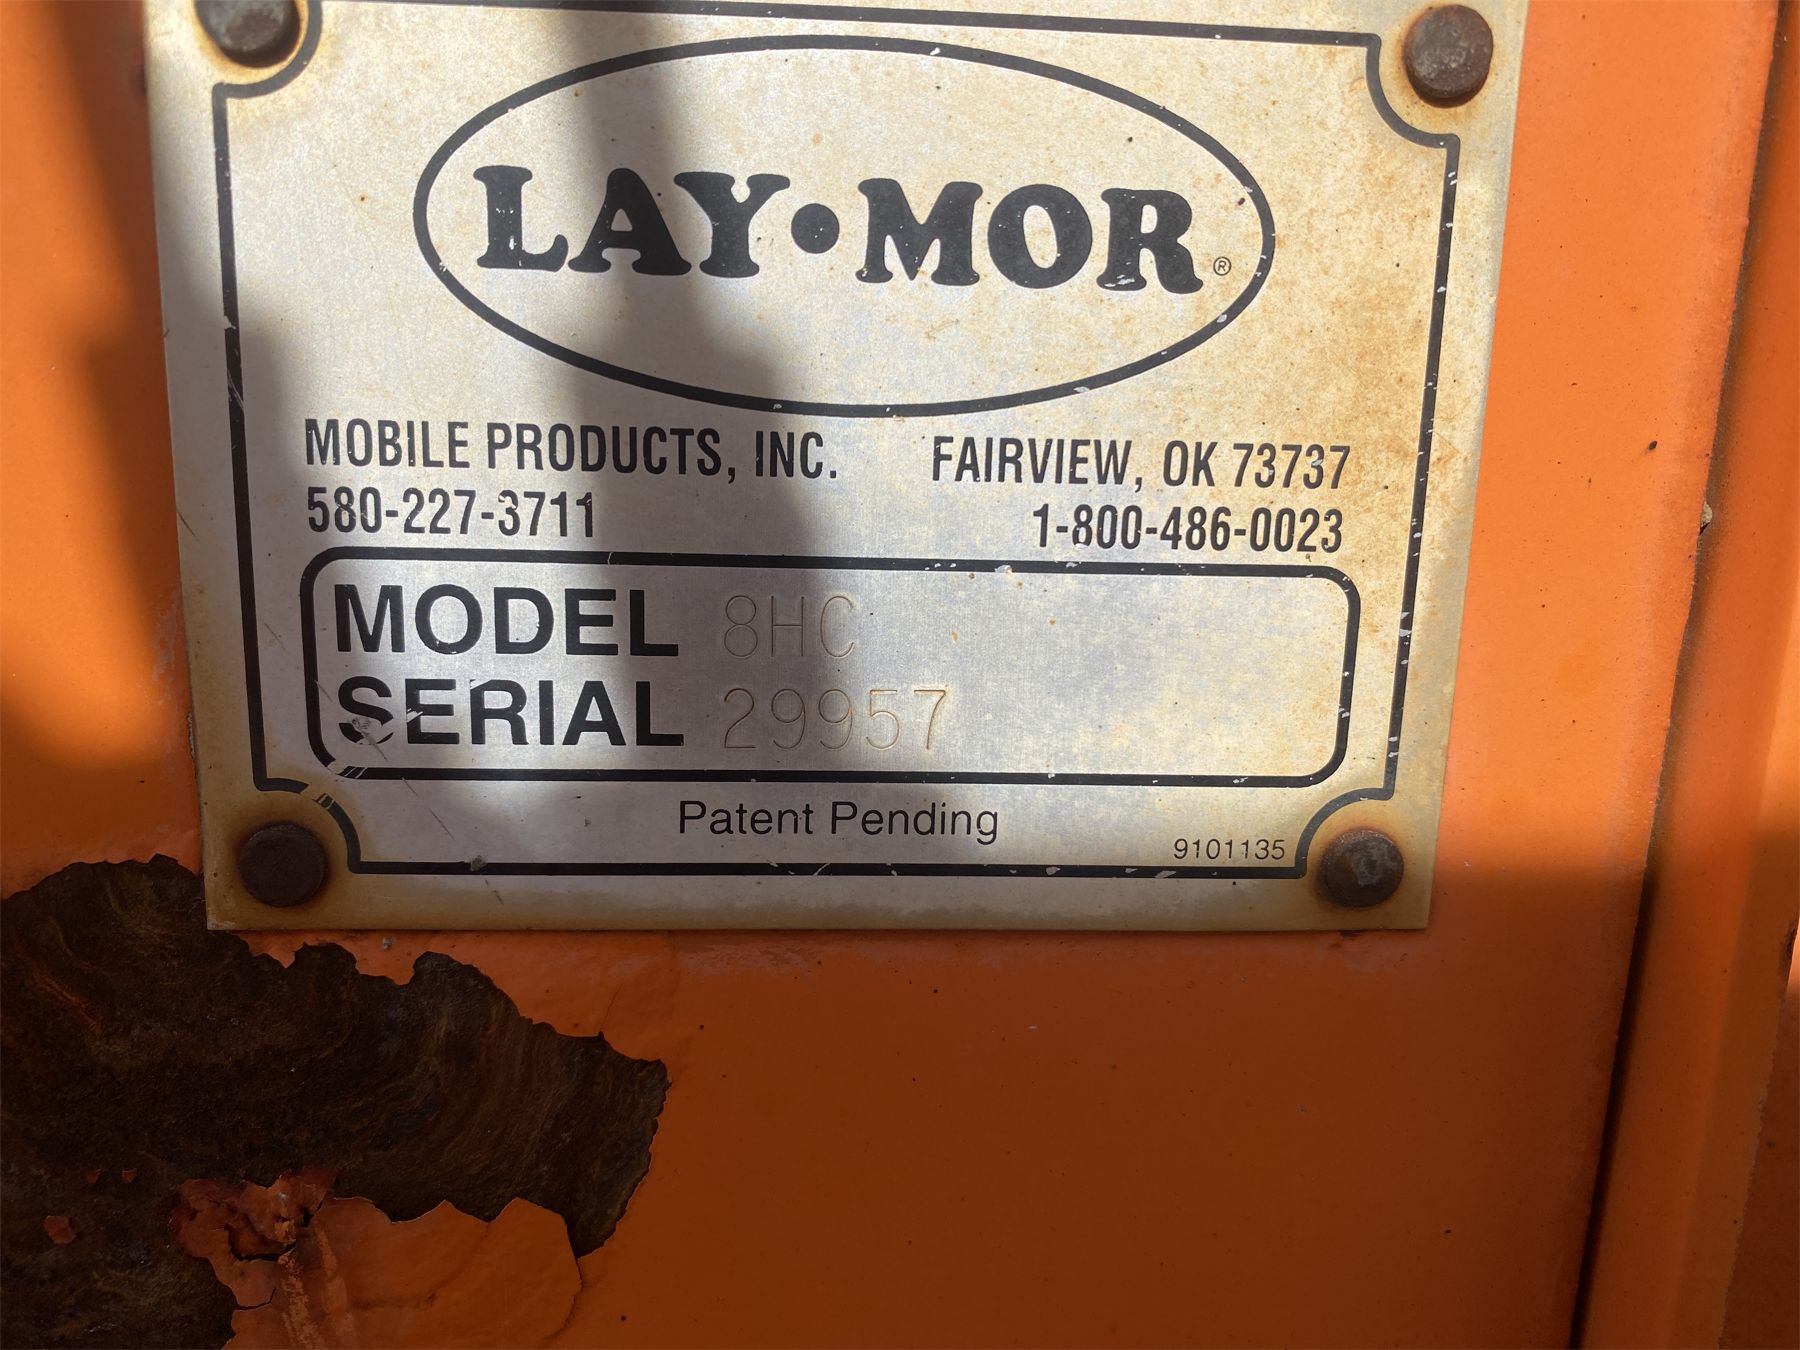 LAY•MOR®
MOBILE PRODUCTS, INC. FAIRVIEW, OK 73737
580-227-3711 1-800-486-0023
MODEL 8HC
SERIAL 29957
Patent Pending
9101135